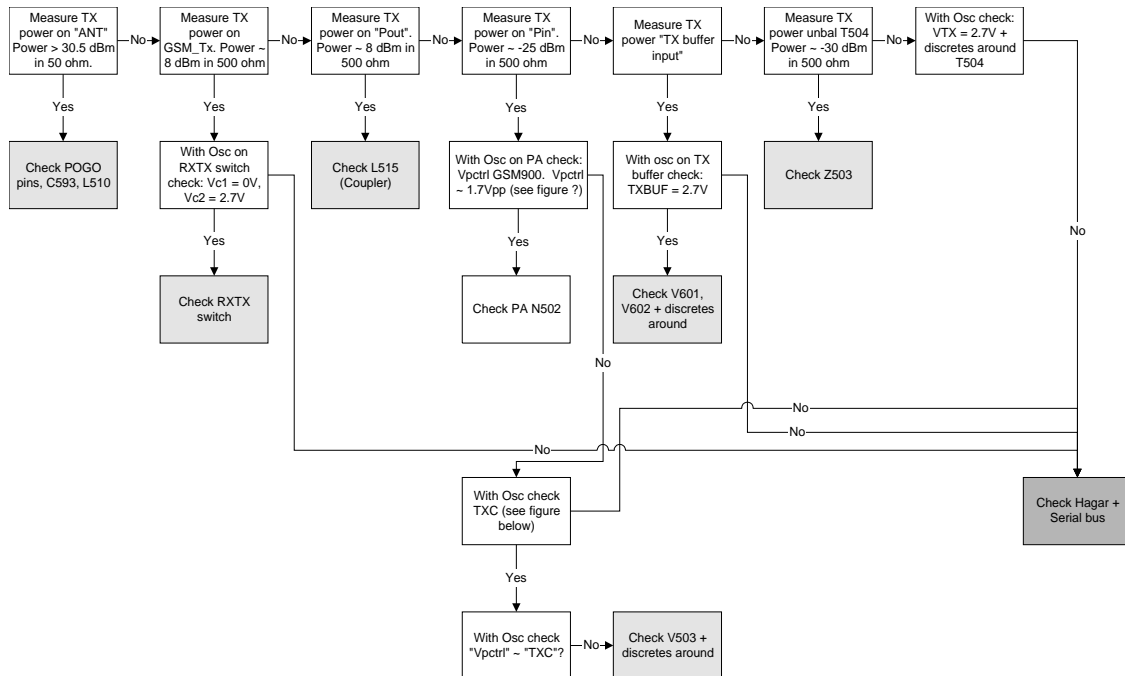 Measure TX
power on "ANT"
Power > 30.5 dBm
in 50 ohm.
No
Measure TX
power on
GSM_Tx. Power ~
8 dBm in 500 ohm
No
Measure TX
power on "Pout".
Power ~ 8 dBm in
500 ohm
No
Measure TX
power on "Pin".
Power ~ -25 dBm
in 500 ohm
No
Measure TX
power "TX buffer
input"
No
Measure TX
power unbal T504
Power ~ -30 dBm
in 500 ohm
No
With Osc check:
VTX = 2.7V +
discretes around
T504
Yes
Yes
Yes
Yes
Yes
Yes
Check POGO
pins, C593, L510
With Osc on
RXTX switch
check: Vc1 = 0V,
Vc2 = 2.7V
Check L515
(Coupler)
With Osc on PA check:
Vpctrl GSM900. Vpctrl
~ 1.7Vpp (see figure ?)
With osc on TX
buffer check:
TXBUF = 2.7V
Check Z503
No
Yes
Yes
Yes
Check RXTX
switch
Check PA N502
Check V601,
V602 + discretes
around
No
No
No
No
With Osc check
TXC (see figure
below)
Check Hagar +
Serial bus
Yes
With Osc check
"Vpctrl" ~ "TXC"?
No
Check V503 +
discretes around